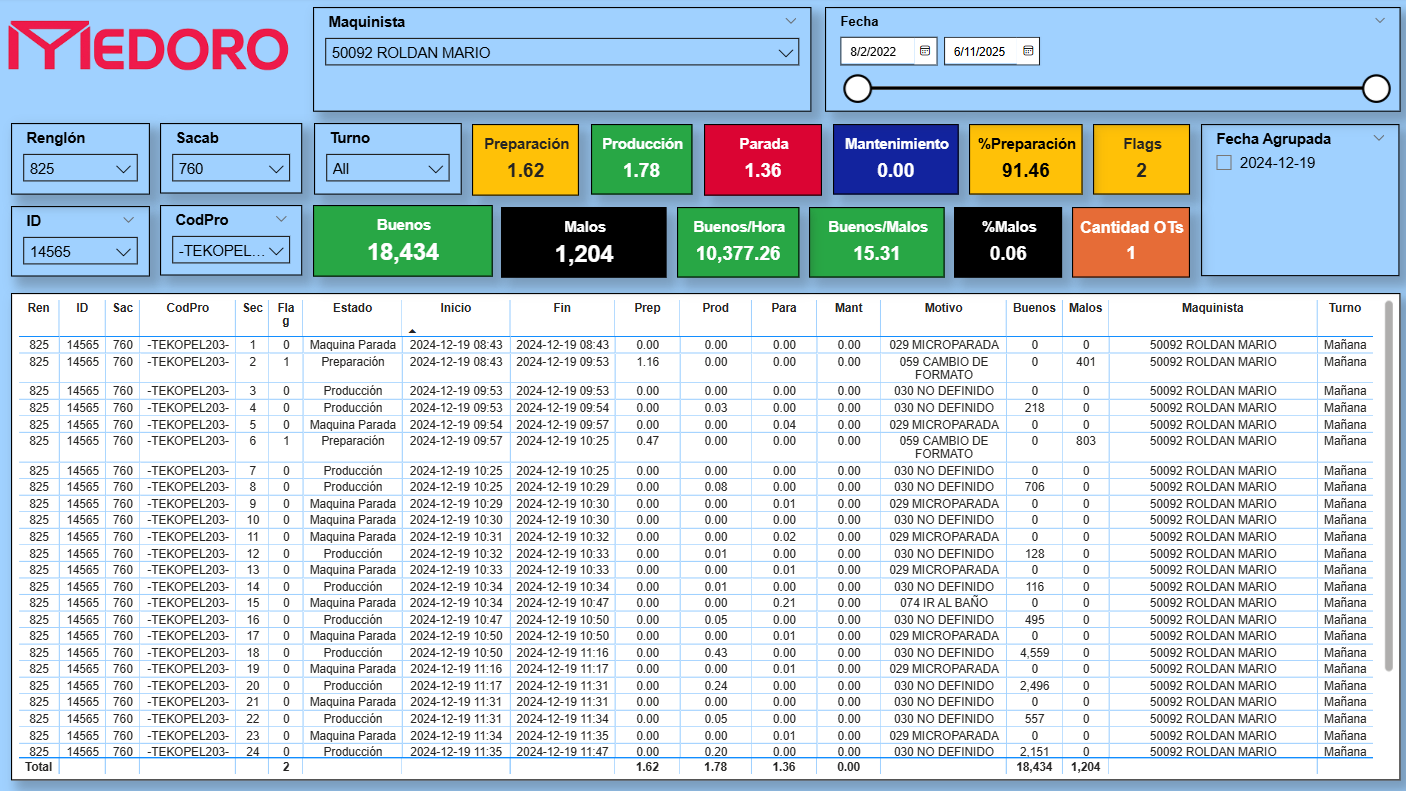 MEDORO
Maquinista
50092 ROLDAN MARIO
Fecha
8/2/2022 6/11/2025
Renglón
825
Sacab
760
Turno
All
Preparación
1.62
Producción
1.78
Parada
1.36
Mantenimiento
0.00
%Preparación
91.46
Flags
2
Fecha Agrupada
2024-12-19
ID
14565
CodPro
-TEKOPEL...
Buenos
18,434
Malos
1,204
Buenos/Hora
10,377.26
Buenos/Malos
15.31
%Malos
0.06
Cantidad OTs
1
Ren ID Sac CodPro Sec Flag Estado Inicio Fin Prep Prod Para Mant Motivo Buenos Malos Maquinista Turno
825 14565 760 -TEKOPEL203- 1 0 Maquina Parada 2024-12-19 08:43 2024-12-19 08:43 0.00 0.00 0.00 0.00 029 MICROPARADA 0 0 50092 ROLDAN MARIO Mañana
825 14565 760 -TEKOPEL203- 2 1 Preparación 2024-12-19 08:43 2024-12-19 09:53 1.16 0.00 0.00 0.00 059 CAMBIO DE FORMATO 0 401 50092 ROLDAN MARIO Mañana
825 14565 760 -TEKOPEL203- 3 0 Producción 2024-12-19 09:53 2024-12-19 09:53 0.00 0.00 0.00 0.00 030 NO DEFINIDO 0 0 50092 ROLDAN MARIO Mañana
825 14565 760 -TEKOPEL203- 4 0 Producción 2024-12-19 09:53 2024-12-19 09:54 0.00 0.03 0.00 0.00 030 NO DEFINIDO 218 0 50092 ROLDAN MARIO Mañana
825 14565 760 -TEKOPEL203- 5 0 Maquina Parada 2024-12-19 09:54 2024-12-19 09:57 0.00 0.00 0.04 0.00 029 MICROPARADA 0 0 50092 ROLDAN MARIO Mañana
825 14565 760 -TEKOPEL203- 6 1 Preparación 2024-12-19 09:57 2024-12-19 10:25 0.47 0.00 0.00 0.00 059 CAMBIO DE FORMATO 0 803 50092 ROLDAN MARIO Mañana
825 14565 760 -TEKOPEL203- 7 0 Producción 2024-12-19 10:25 2024-12-19 10:25 0.00 0.00 0.00 0.00 030 NO DEFINIDO 0 0 50092 ROLDAN MARIO Mañana
825 14565 760 -TEKOPEL203- 8 0 Producción 2024-12-19 10:25 2024-12-19 10:29 0.00 0.08 0.00 0.00 030 NO DEFINIDO 706 0 50092 ROLDAN MARIO Mañana
825 14565 760 -TEKOPEL203- 9 0 Maquina Parada 2024-12-19 10:29 2024-12-19 10:30 0.00 0.00 0.01 0.00 029 MICROPARADA 0 0 50092 ROLDAN MARIO Mañana
825 14565 760 -TEKOPEL203- 10 0 Maquina Parada 2024-12-19 10:30 2024-12-19 10:30 0.00 0.00 0.00 0.00 030 NO DEFINIDO 0 0 50092 ROLDAN MARIO Mañana
825 14565 760 -TEKOPEL203- 11 0 Maquina Parada 2024-12-19 10:31 2024-12-19 10:32 0.00 0.00 0.02 0.00 029 MICROPARADA 0 0 50092 ROLDAN MARIO Mañana
825 14565 760 -TEKOPEL203- 12 0 Producción 2024-12-19 10:32 2024-12-19 10:33 0.00 0.01 0.00 0.00 030 NO DEFINIDO 128 0 50092 ROLDAN MARIO Mañana
825 14565 760 -TEKOPEL203- 13 0 Maquina Parada 2024-12-19 10:33 2024-12-19 10:33 0.00 0.00 0.01 0.00 029 MICROPARADA 0 0 50092 ROLDAN MARIO Mañana
825 14565 760 -TEKOPEL203- 14 0 Producción 2024-12-19 10:34 2024-12-19 10:34 0.00 0.01 0.00 0.00 030 NO DEFINIDO 116 0 50092 ROLDAN MARIO Mañana
825 14565 760 -TEKOPEL203- 15 0 Maquina Parada 2024-12-19 10:34 2024-12-19 10:47 0.00 0.00 0.21 0.00 074 IR AL BAÑO 0 0 50092 ROLDAN MARIO Mañana
825 14565 760 -TEKOPEL203- 16 0 Producción 2024-12-19 10:47 2024-12-19 10:50 0.00 0.05 0.00 0.00 030 NO DEFINIDO 495 0 50092 ROLDAN MARIO Mañana
825 14565 760 -TEKOPEL203- 17 0 Maquina Parada 2024-12-19 10:50 2024-12-19 10:50 0.00 0.00 0.01 0.00 029 MICROPARADA 0 0 50092 ROLDAN MARIO Mañana
825 14565 760 -TEKOPEL203- 18 0 Producción 2024-12-19 10:50 2024-12-19 11:16 0.00 0.43 0.00 0.00 030 NO DEFINIDO 4,559 0 50092 ROLDAN MARIO Mañana
825 14565 760 -TEKOPEL203- 19 0 Maquina Parada 2024-12-19 11:16 2024-12-19 11:17 0.00 0.00 0.01 0.00 029 MICROPARADA 0 0 50092 ROLDAN MARIO Mañana
825 14565 760 -TEKOPEL203- 20 0 Producción 2024-12-19 11:17 2024-12-19 11:31 0.00 0.24 0.00 0.00 030 NO DEFINIDO 2,496 0 50092 ROLDAN MARIO Mañana
825 14565 760 -TEKOPEL203- 21 0 Maquina Parada 2024-12-19 11:31 2024-12-19 11:31 0.00 0.00 0.00 0.00 030 NO DEFINIDO 0 0 50092 ROLDAN MARIO Mañana
825 14565 760 -TEKOPEL203- 22 0 Producción 2024-12-19 11:31 2024-12-19 11:34 0.00 0.05 0.00 0.00 030 NO DEFINIDO 557 0 50092 ROLDAN MARIO Mañana
825 14565 760 -TEKOPEL203- 23 0 Maquina Parada 2024-12-19 11:34 2024-12-19 11:35 0.00 0.00 0.01 0.00 029 MICROPARADA 0 0 50092 ROLDAN MARIO Mañana
825 14565 760 -TEKOPEL203- 24 0 Producción 2024-12-19 11:35 2024-12-19 11:47 0.00 0.20 0.00 0.00 030 NO DEFINIDO 2,151 0 50092 ROLDAN MARIO Mañana
Total 2 1.62 1.78 1.36 0.00 18,434 1,204